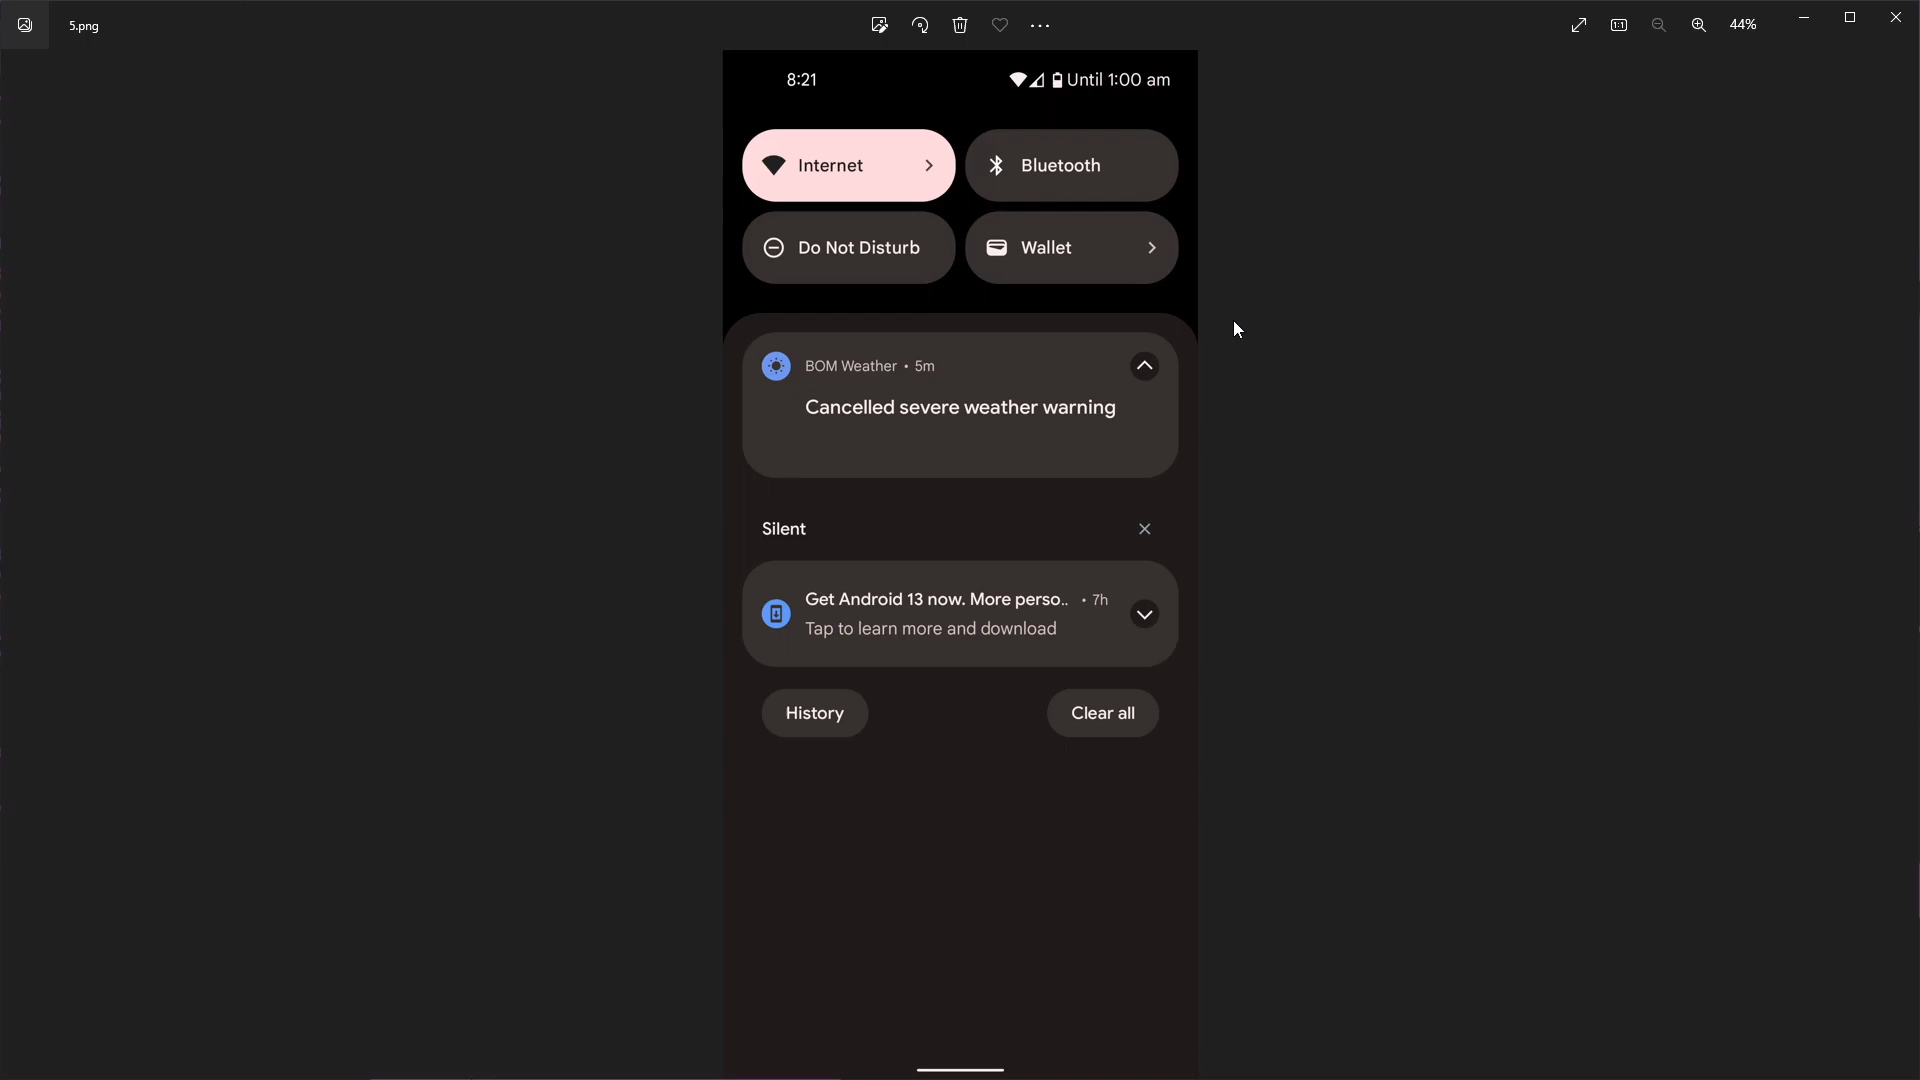 5.png
44%
8:21
Until 1:00 am
Internet
Bluetooth
Do Not Disturb
Wallet
BOM Weather • 5m
Cancelled severe weather warning
Silent
Get Android 13 now. More perso.. • 7h
Tap to learn more and download
History
Clear all